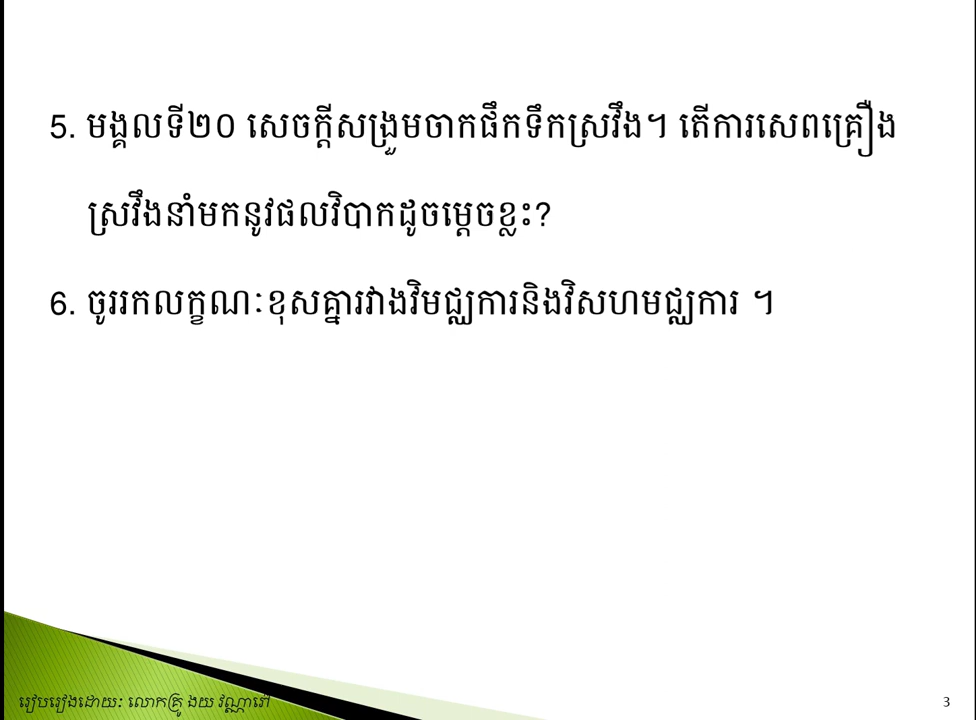 5. មង្គលទី២០ សេចក្តីសង្រួមចាកផឹកទឹកស្រវឹង។ តើការសេពគ្រឿង
ស្រវឹងនាំមកនូវផលវិបាកដូចម្តេចខ្លះ?
6. ចូររកលក្ខណៈខុសគ្នារវាងវិមជ្ឈការនិងវិសហមជ្ឈការ ។
រៀបរៀងដោយៈ លោកគ្រូ ងយ វណ្ណារៅ
3